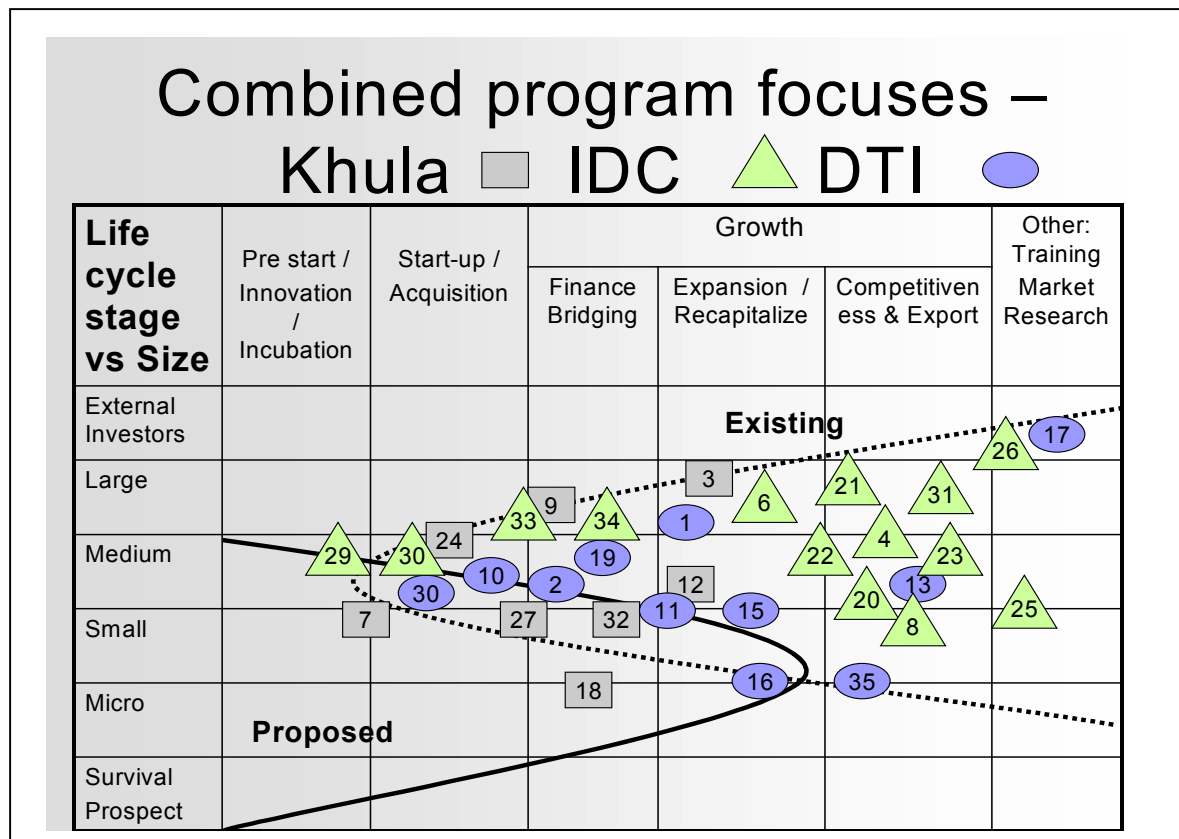 Combined program focuses –
Khula IDC DTI
Life
cycle
stage
vs Size
Pre start /
Innovation
/
Incubation
Start-up /
Acquisition
Growth
Finance
Bridging
Expansion /
Recapitalize
Competitiven
ess & Export
Other:
Training
Market
Research
External
Investors
Existing
17
26
Large
3
6
21
31
9
33
34
1
4
24
Medium
29
30
19
22
23
10
2
12
13
30
20
11
15
25
7
27
32
8
Small
16
35
18
Micro
Proposed
Survival
Prospect